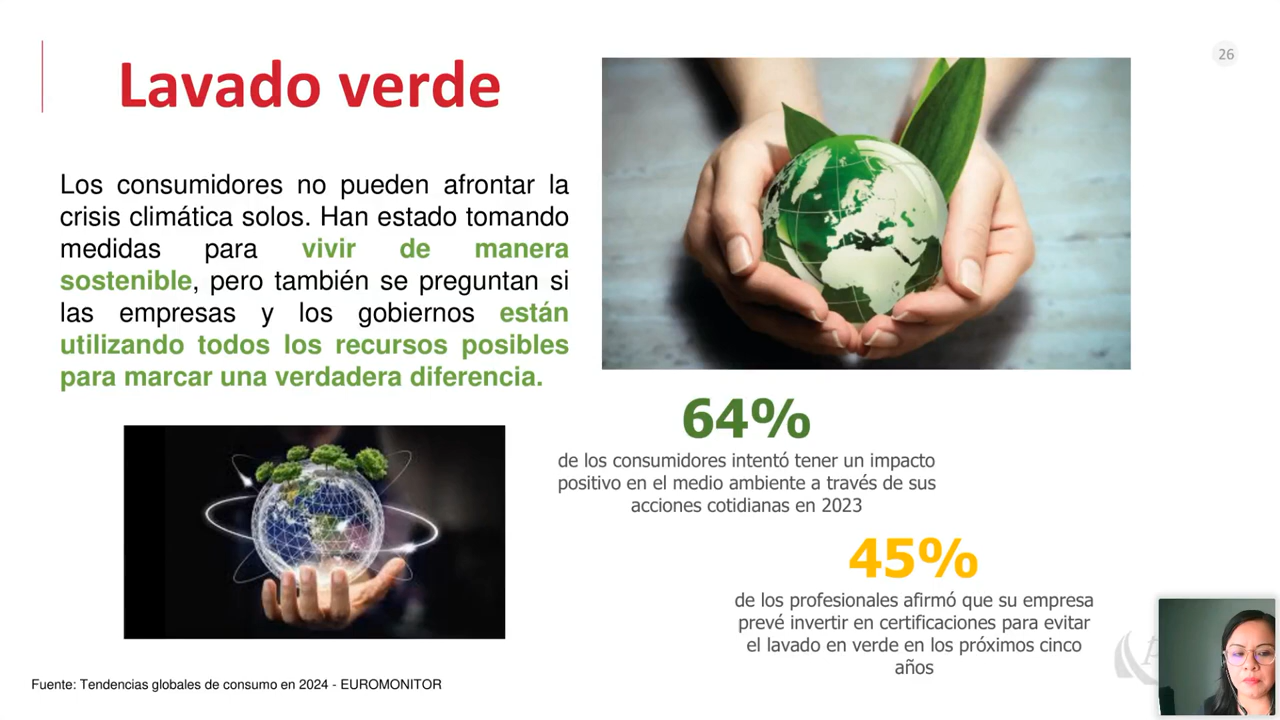 26
Lavado verde
Los consumidores no pueden afrontar la
crisis climática solos. Han estado tomando
medidas para vivir de manera
sostenible, pero también se preguntan si
las empresas y los gobiernos están
utilizando todos los recursos posibles
para marcar una verdadera diferencia.
64%
de los consumidores intentó tener un impacto
positivo en el medio ambiente a través de sus
acciones cotidianas en 2023
45%
de los profesionales afirmó que su empresa
prevé invertir en certificaciones para evitar
el lavado en verde en los próximos cinco
años
Fuente: Tendencias globales de consumo en 2024 - EUROMONITOR